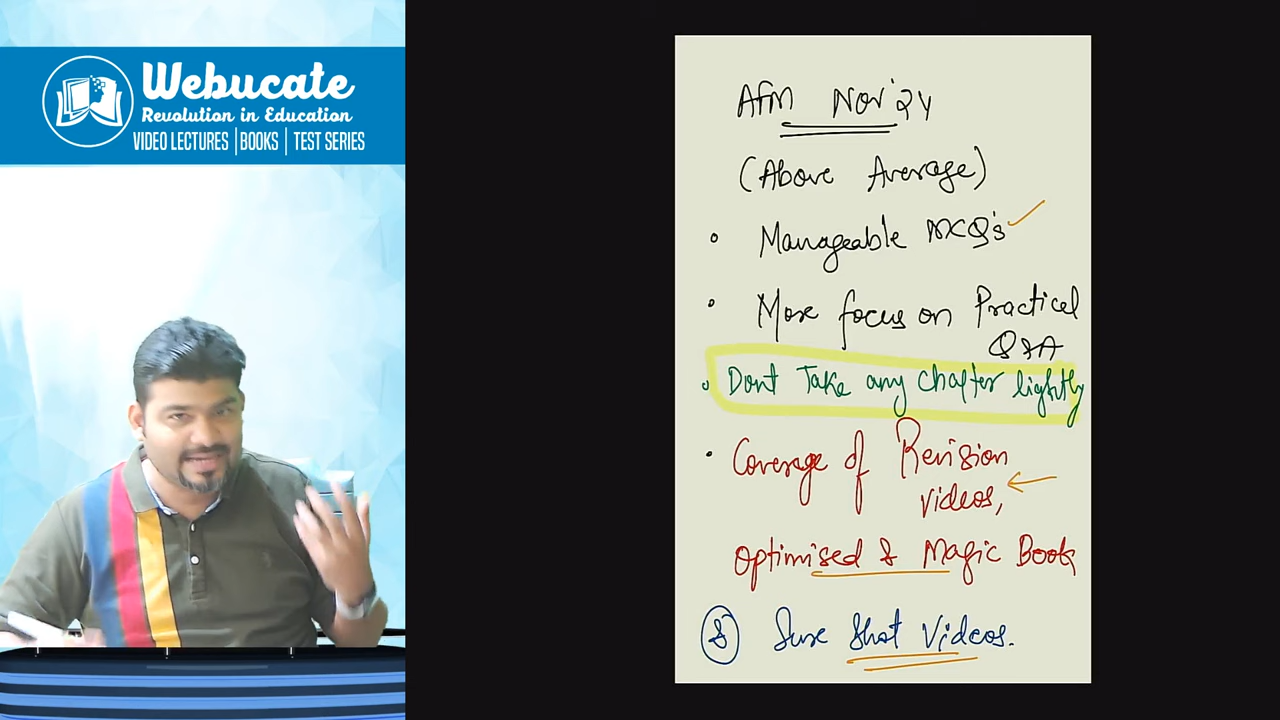 Webucate
Revolution in Education
VIDEO LECTURES | BOOKS | TEST SERIES
AFM Nov'24
(Above Average)
• Manageable MCQ's ✓
• More focus on Practical
Q&A
• Dont Take any chapter lightly
• Coverage of Revision
Videos, ←
Optimised & Magic Book
& Sure Shot Videos.